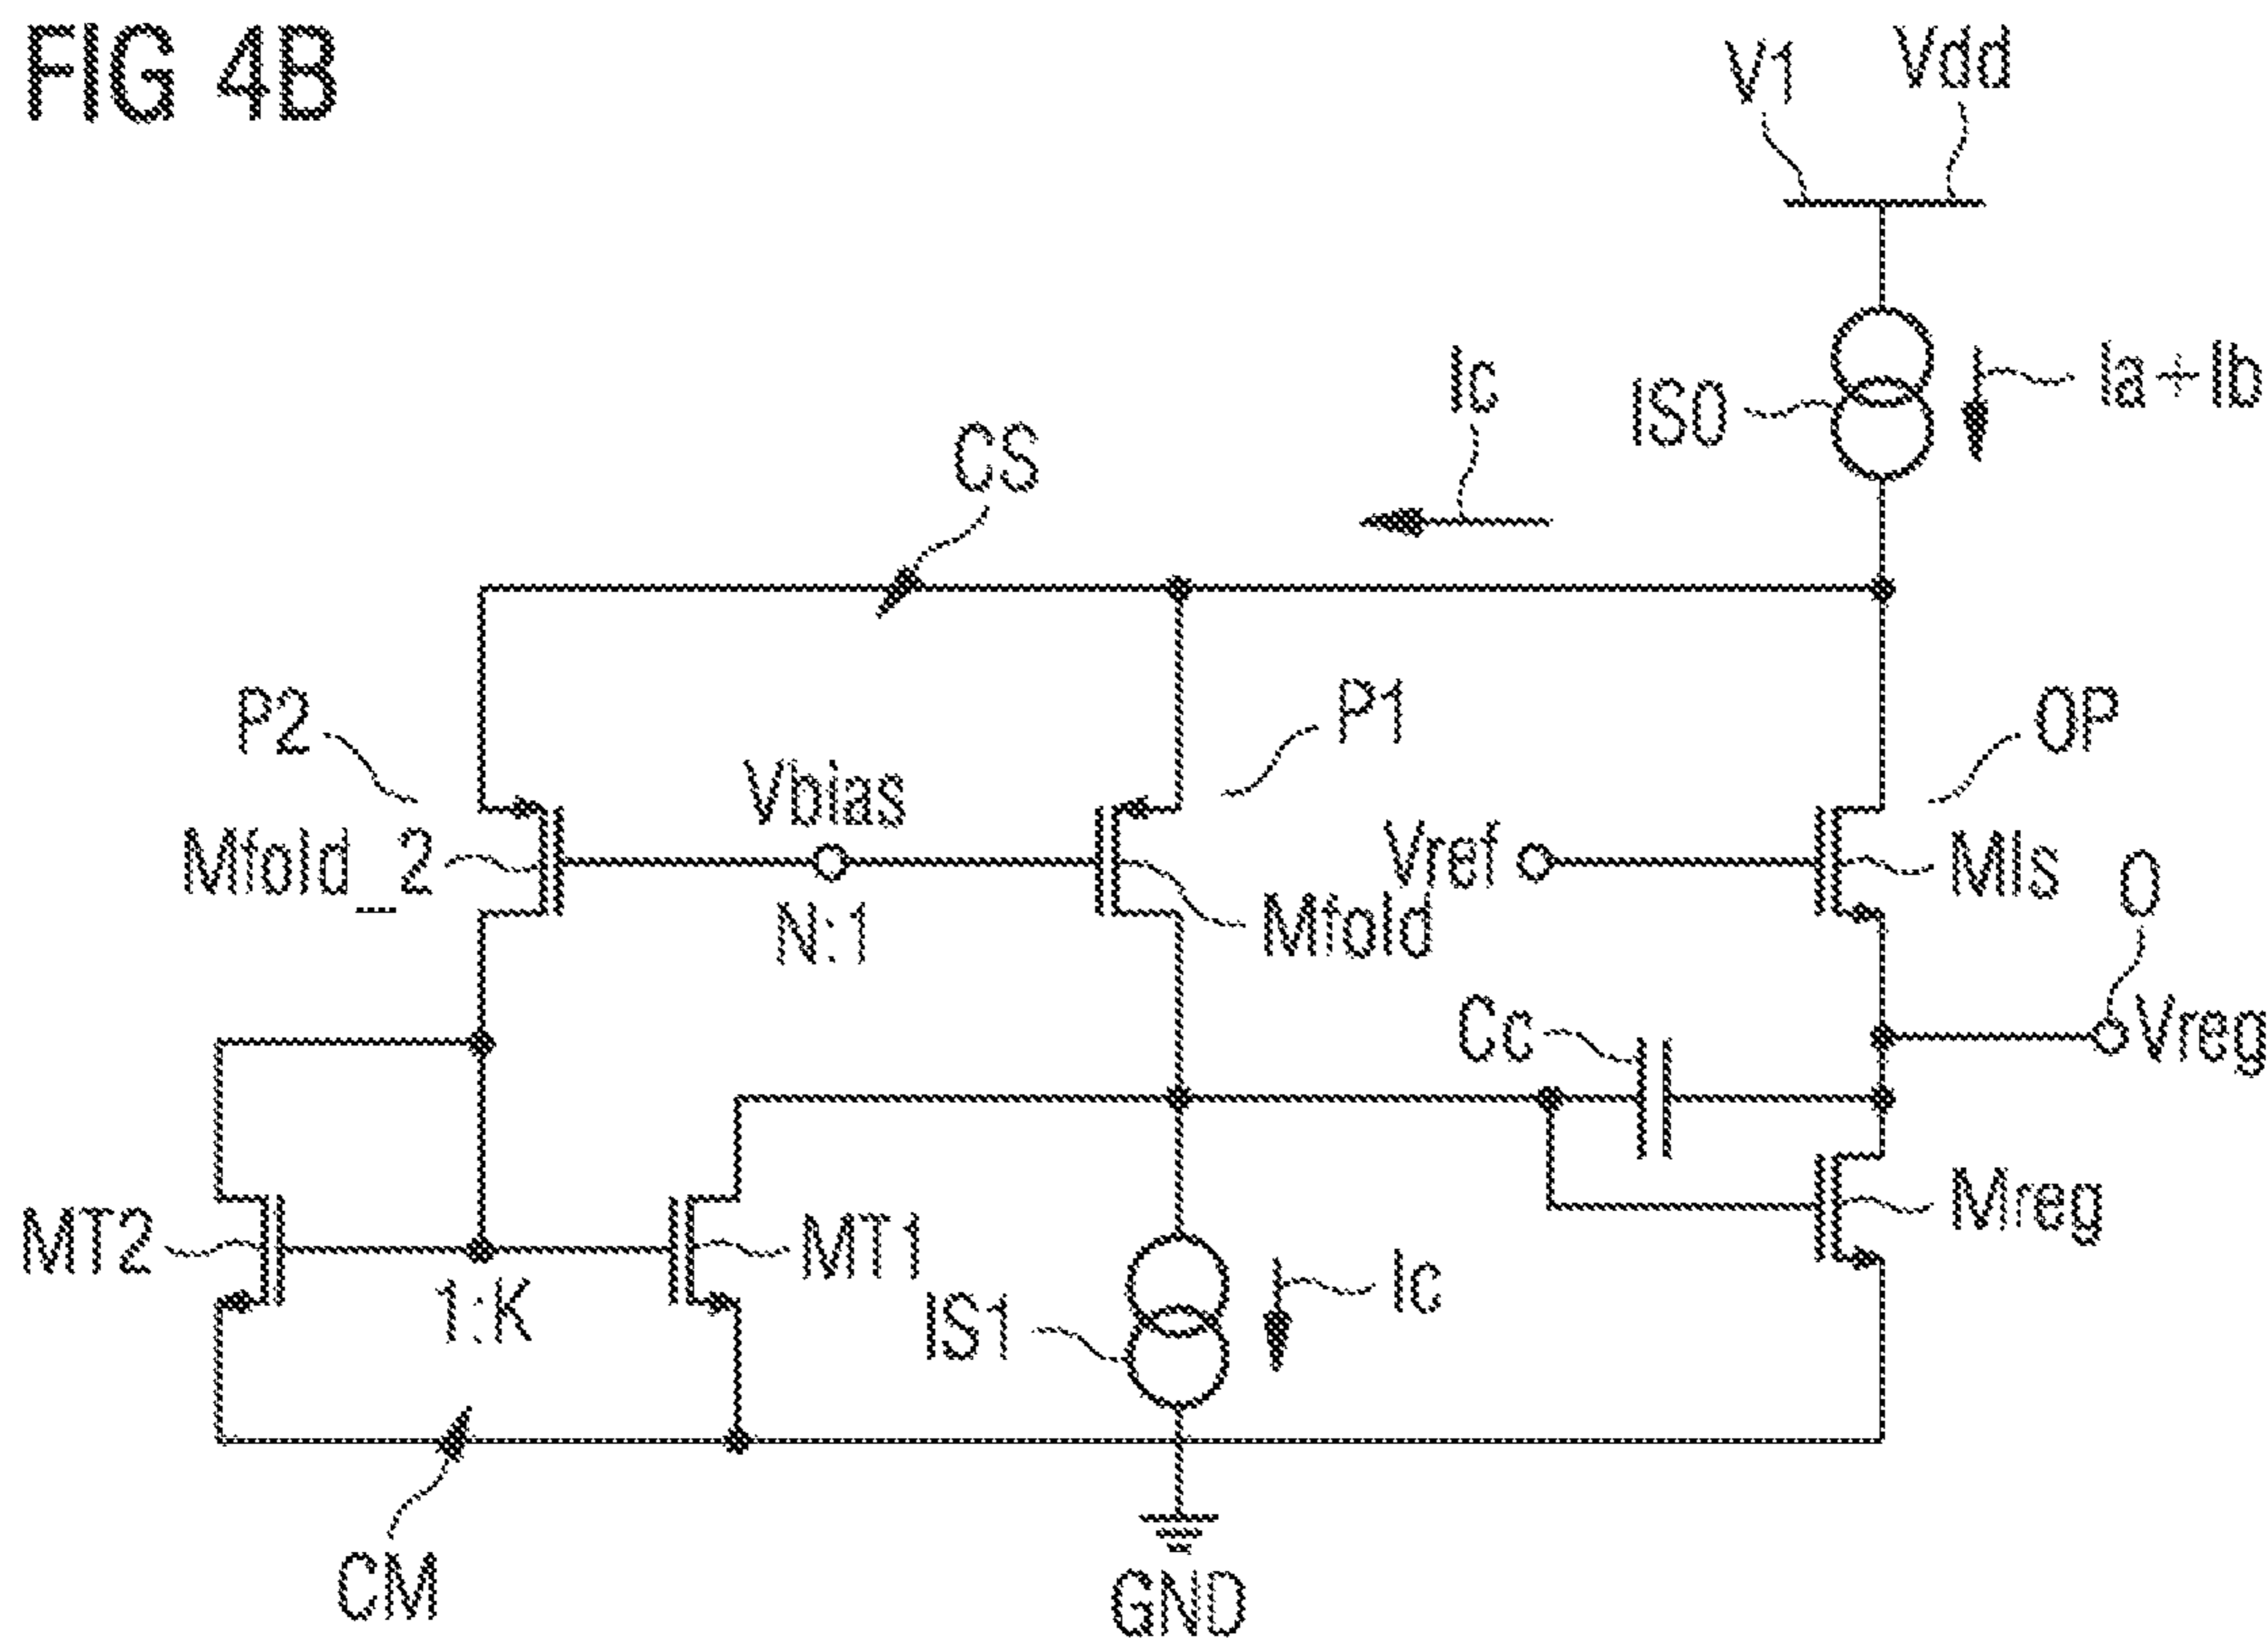 FIG 4B
V1
Vdd
IS0
Ia+Ib
Ic
CS
P2
P1
OP
Vbias
Mfold_2
N:1
Mfold
Vref
Mls
O
Cc
Vreg
MT2
1:K
MT1
IS1
Ic
Mreg
CM
GND